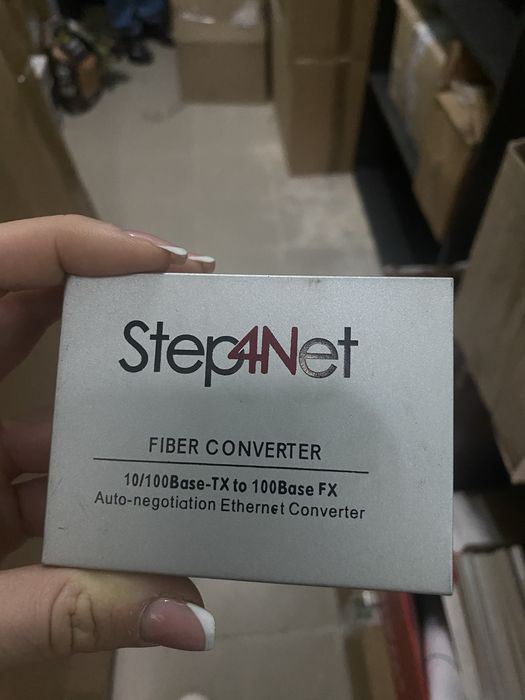 Step4Net
FIBER CONVERTER
10/100Base-TX to 100Base FX
Auto-negotiation Ethernet Converter